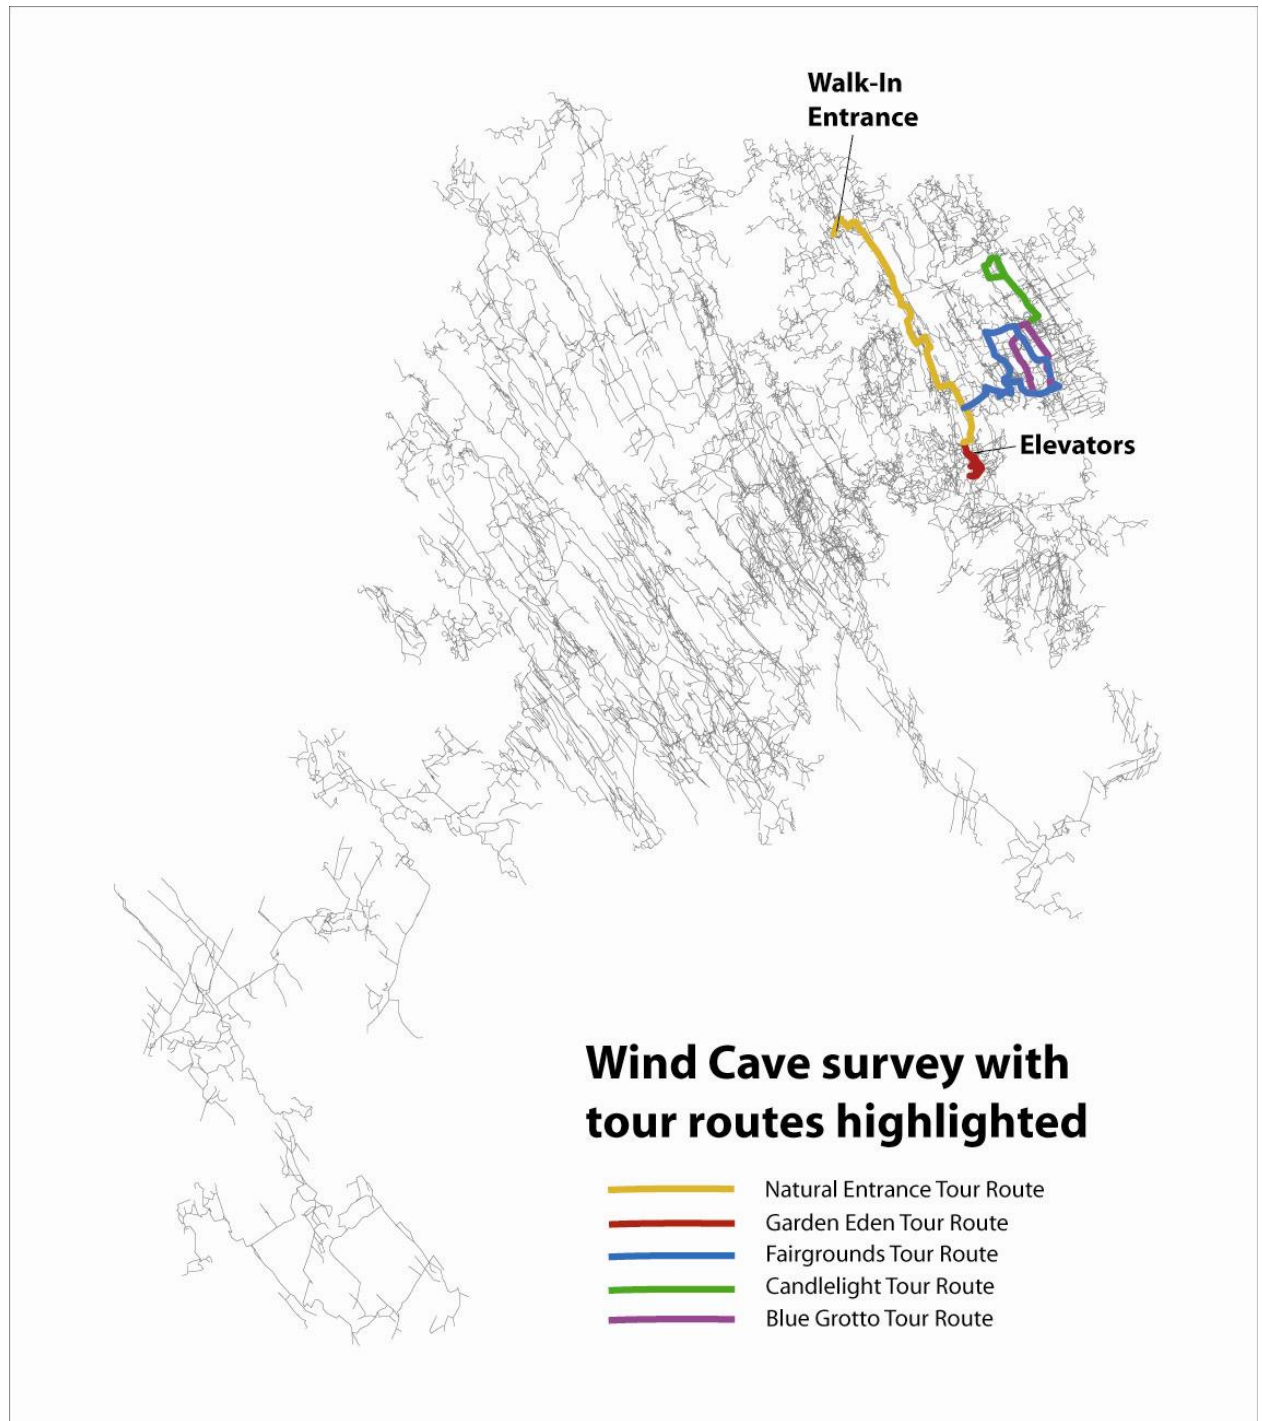 Walk-In
Entrance
Elevators
Wind Cave survey with
tour routes highlighted
Natural Entrance Tour Route
Garden Eden Tour Route
Fairgrounds Tour Route
Candlelight Tour Route
Blue Grotto Tour Route